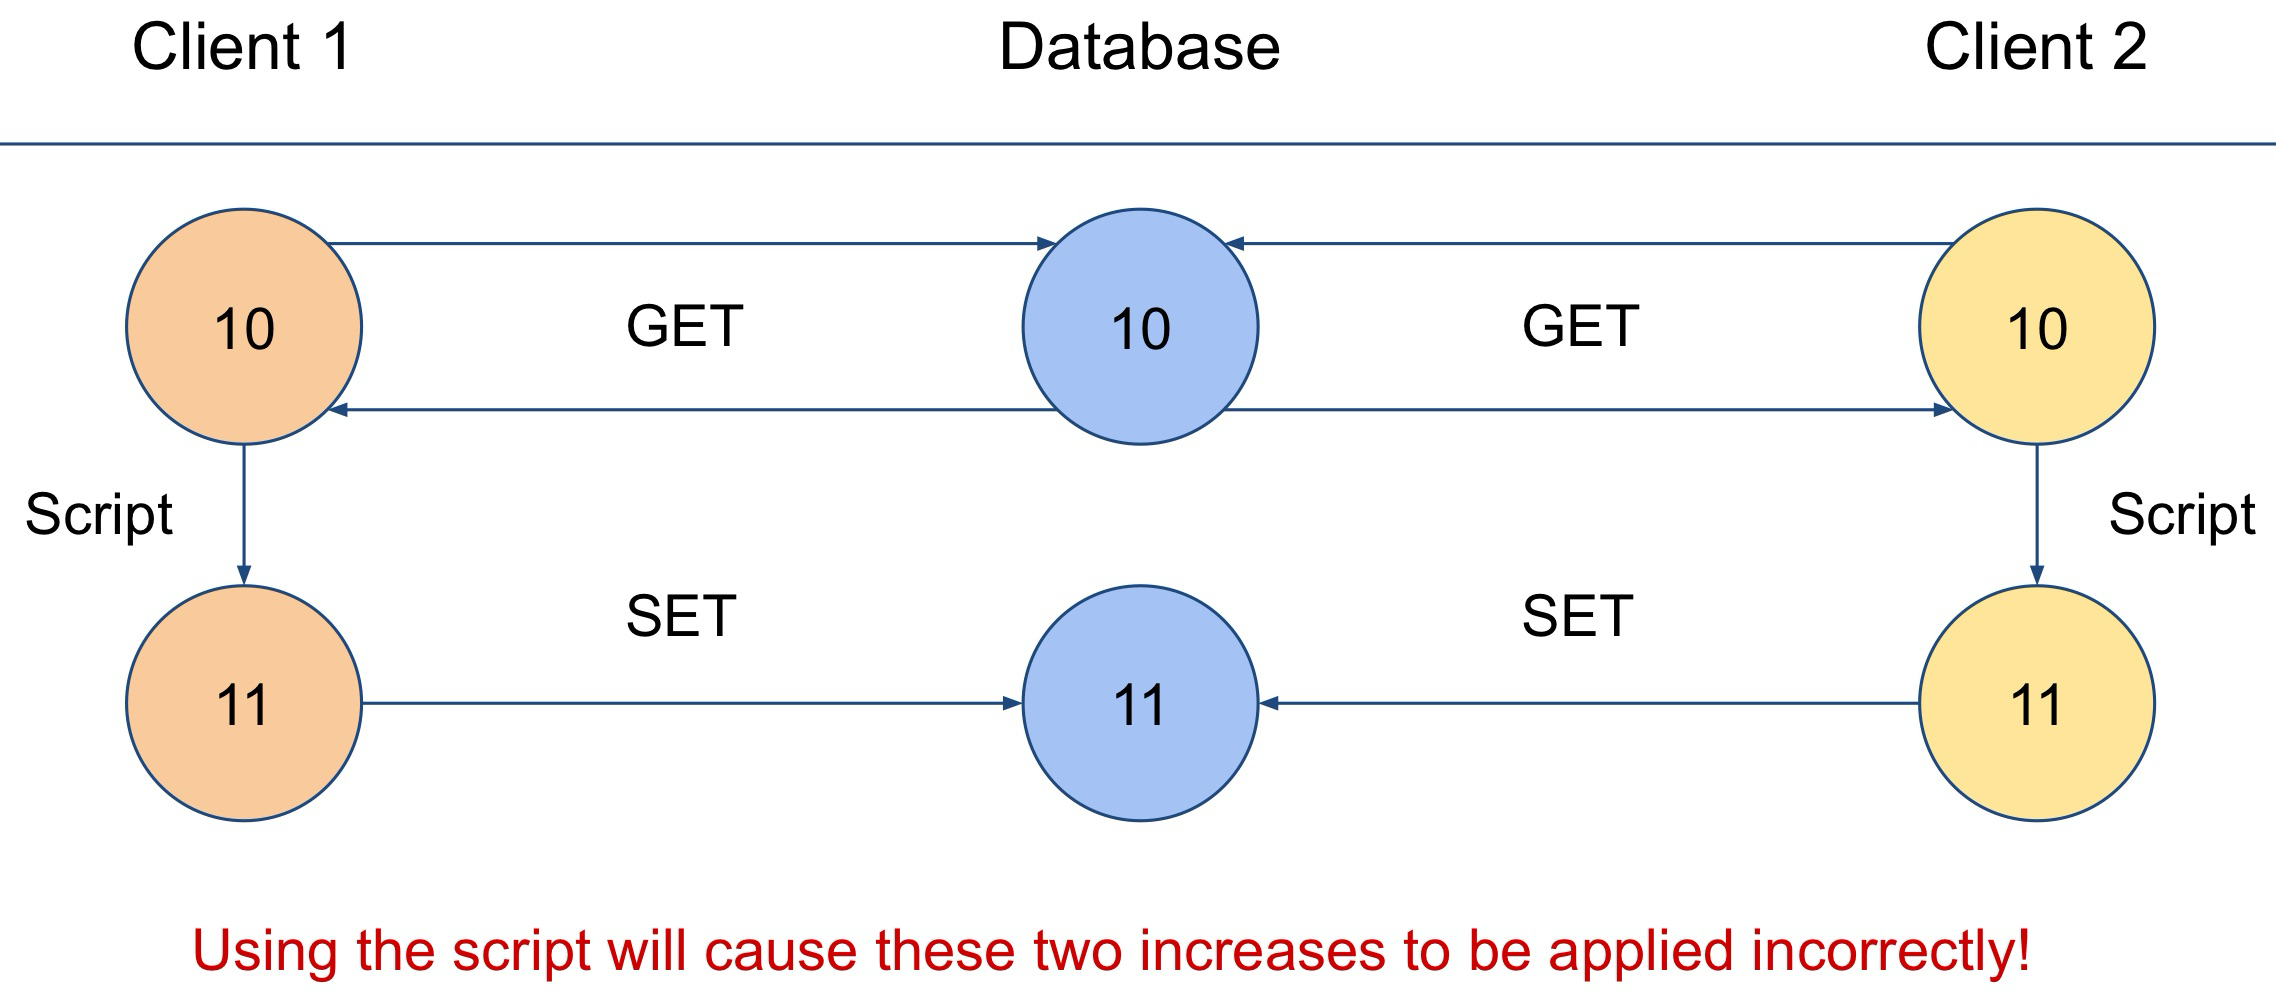 Client 1 Database Client 2
10 GET 10 GET 10
Script Script
SET SET
11 11 11
Using the script will cause these two increases to be applied incorrectly!